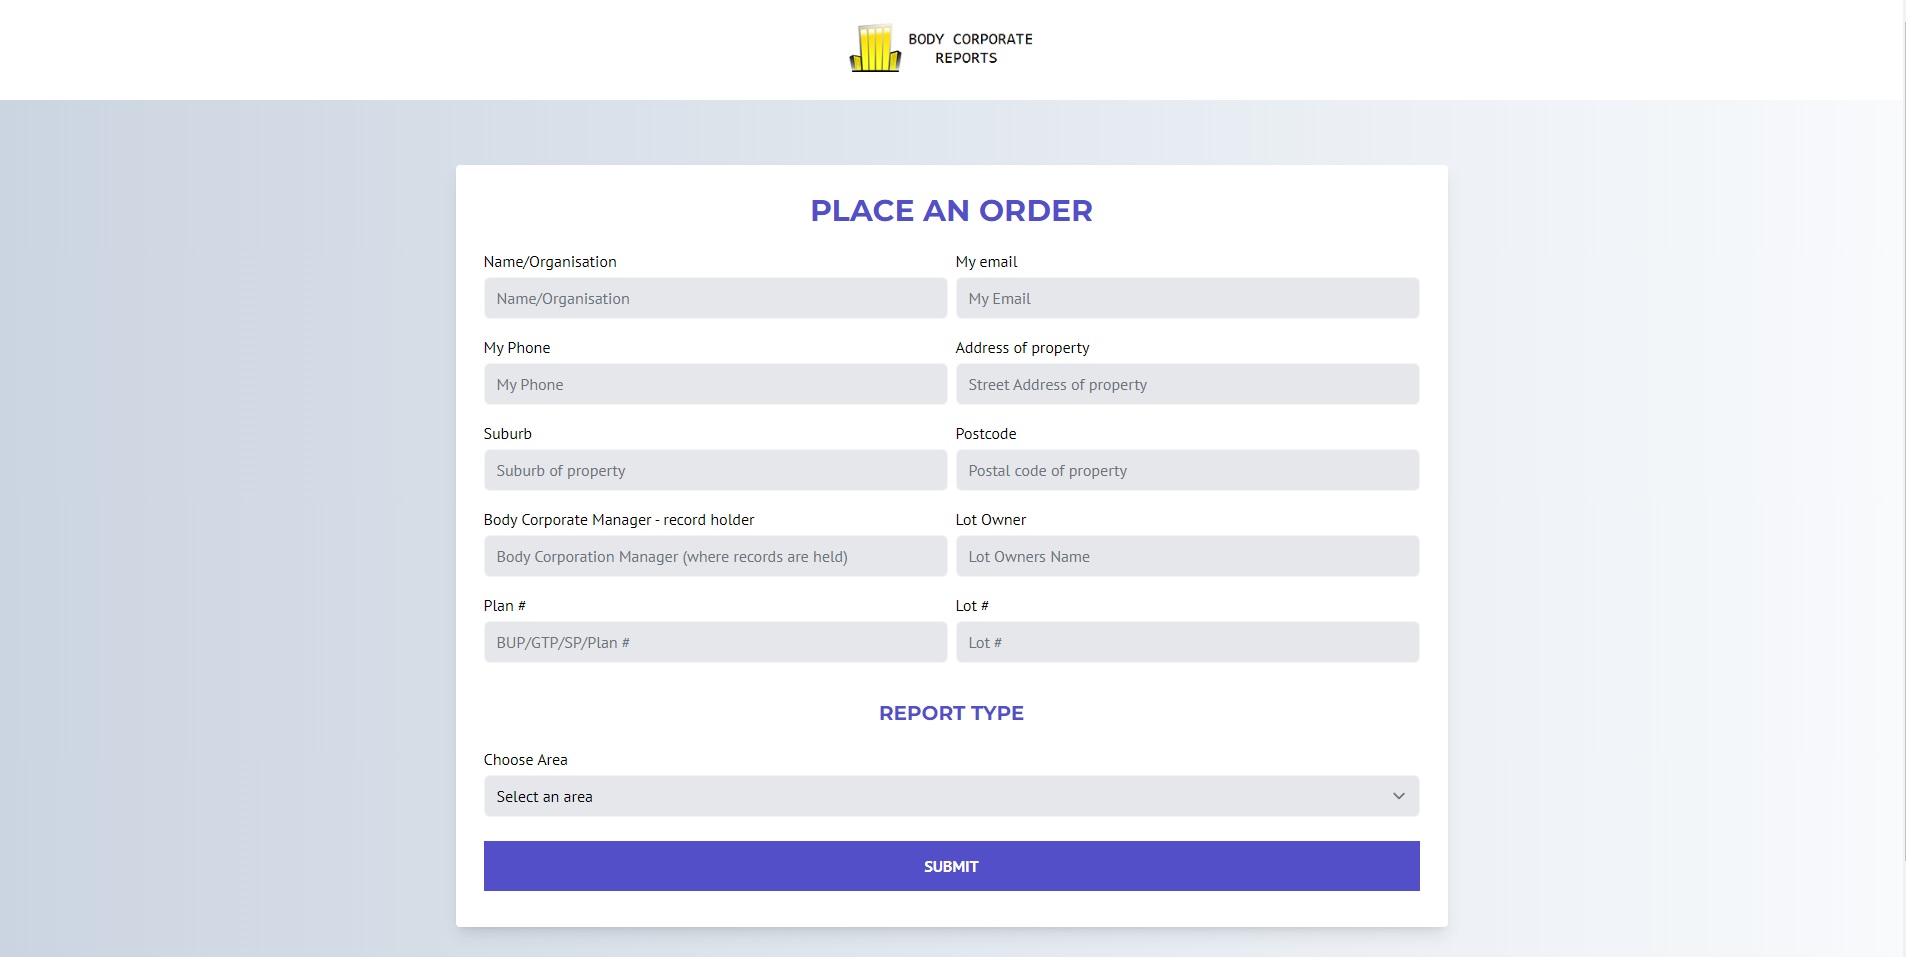 BODY CORPORATE
REPORTS
PLACE AN ORDER
Name/Organisation
My email
Name/Organisation
My Email
My Phone
Address of property
My Phone
Street Address of property
Suburb
Postcode
Suburb of property
Postal code of property
Body Corporate Manager - record holder
Lot Owner
Body Corporation Manager (where records are held)
Lot Owners Name
Plan #
Lot #
BUP/GTP/SP/Plan #
Lot #
REPORT TYPE
Choose Area
Select an area
SUBMIT